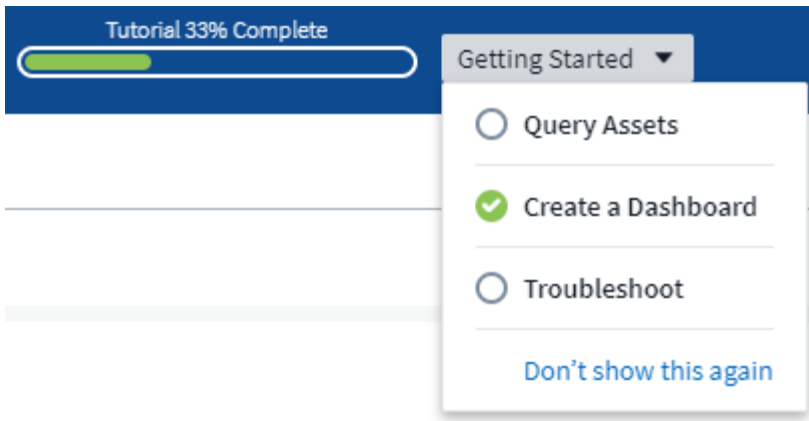 Tutorial 33% Complete
Getting Started
Query Assets
Create a Dashboard
Troubleshoot
Don’t show this again